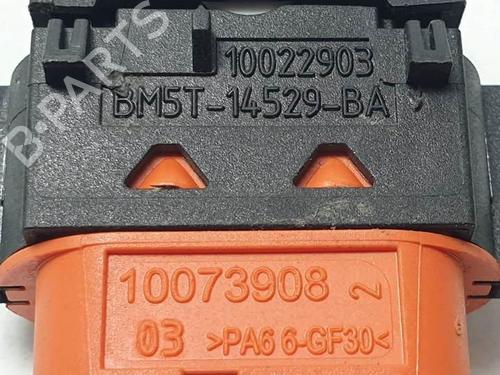 10022903
BM5T-14529-BA
B-PARTS
10073908
2
03 >PA6 6-GF30<